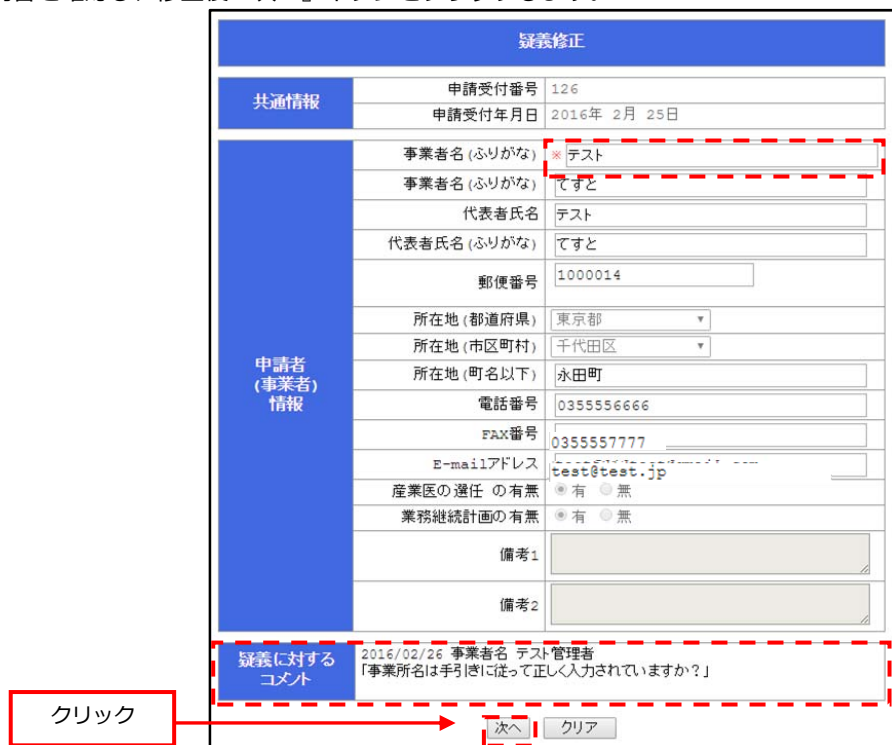 疑義修正
共通情報
申請受付番号 126
申請受付年月日 2016年 2月 25日
申請者
(事業者)
情報
事業者名(ふりがな) ※ テスト
事業者名(ふりがな) てすと
代表者氏名 テスト
代表者氏名(ふりがな) てすと
郵便番号 1000014
所在地(都道府県) 東京都
所在地(市区町村) 千代田区
所在地(町名以下) 永田町
電話番号 0355556666
FAX番号 0355557777
E-mailアドレス test@test.jp
産業医の選任 の有無 有 無
業務継続計画の有無 有 無
備考1
備考2
疑義に対する
コメント
2016/02/26 事業者名 テスト管理者
「事業所名は手引きに従って正しく入力されていますか？」
クリック
次へ クリア